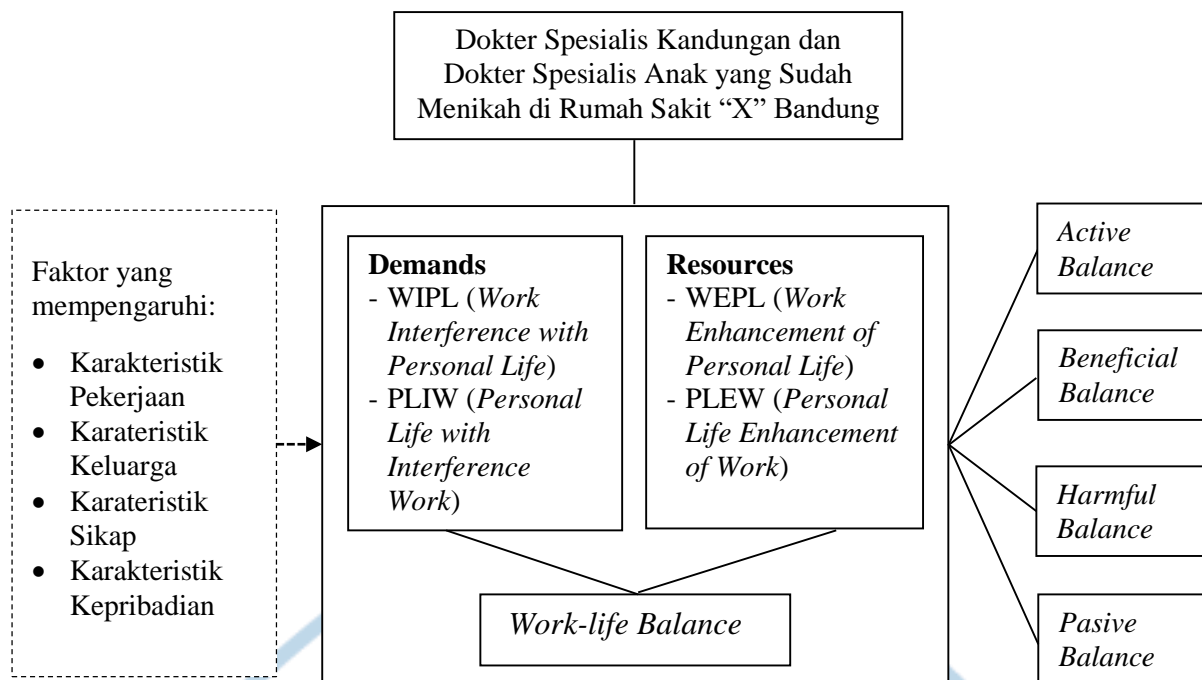 Dokter Spesialis Kandungan dan
Dokter Spesialis Anak yang Sudah
Menikah di Rumah Sakit “X” Bandung
Faktor yang
mempengaruhi:
• Karakteristik
Pekerjaan
• Karateristik
Keluarga
• Karateristik
Sikap
• Karakteristik
Kepribadian
Demands
- WIPL (Work
Interference with
Personal Life)
- PLIW (Personal
Life with
Interference
Work)
Resources
- WEPL (Work
Enhancement of
Personal Life)
- PLEW (Personal
Life Enhancement
of Work)
Work-life Balance
Active
Balance
Beneficial
Balance
Harmful
Balance
Pasive
Balance